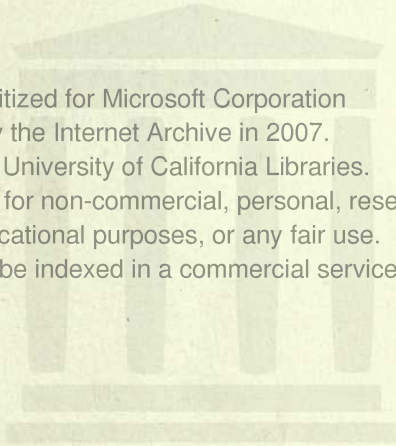 itized for Microsoft Corporation
y the Internet Archive in 2007.
University of California Libraries.
for non-commercial, personal, rese
cational purposes, or any fair use.
be indexed in a commercial service